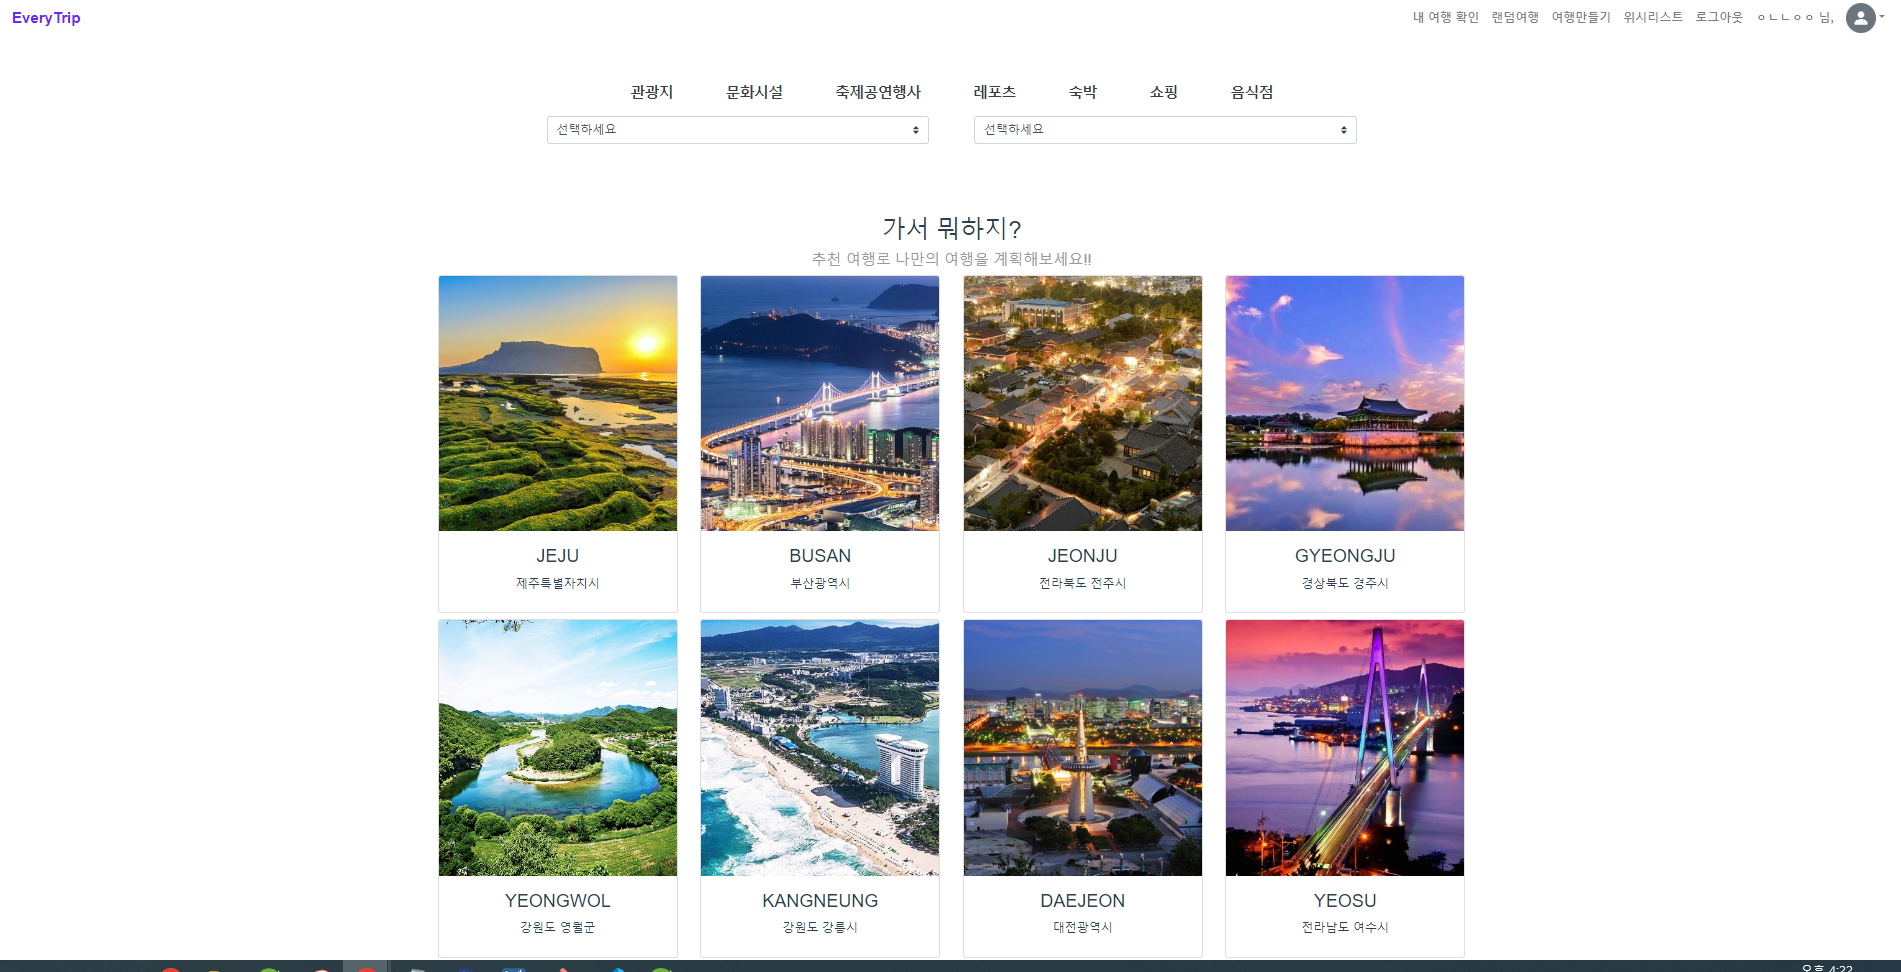 EveryTrip
내 여행 확인 랜덤여행 여행만들기 위시리스트 로그아웃 ㅇㄴㄴㅇㅇ 님,
관광지 문화시설 축제공연행사 레포츠 숙박 쇼핑 음식점
선택하세요 선택하세요
가서 뭐하지?
추천 여행로 나만의 여행을 계획해보세요!!
JEJU
제주특별자치시
BUSAN
부산광역시
JEONJU
전라북도 전주시
GYEONGJU
경상북도 경주시
YEONGWOL
강원도 영월군
KANGNEUNG
강원도 강릉시
DAEJEON
대전광역시
YEOSU
전라남도 여수시
오후 4:22